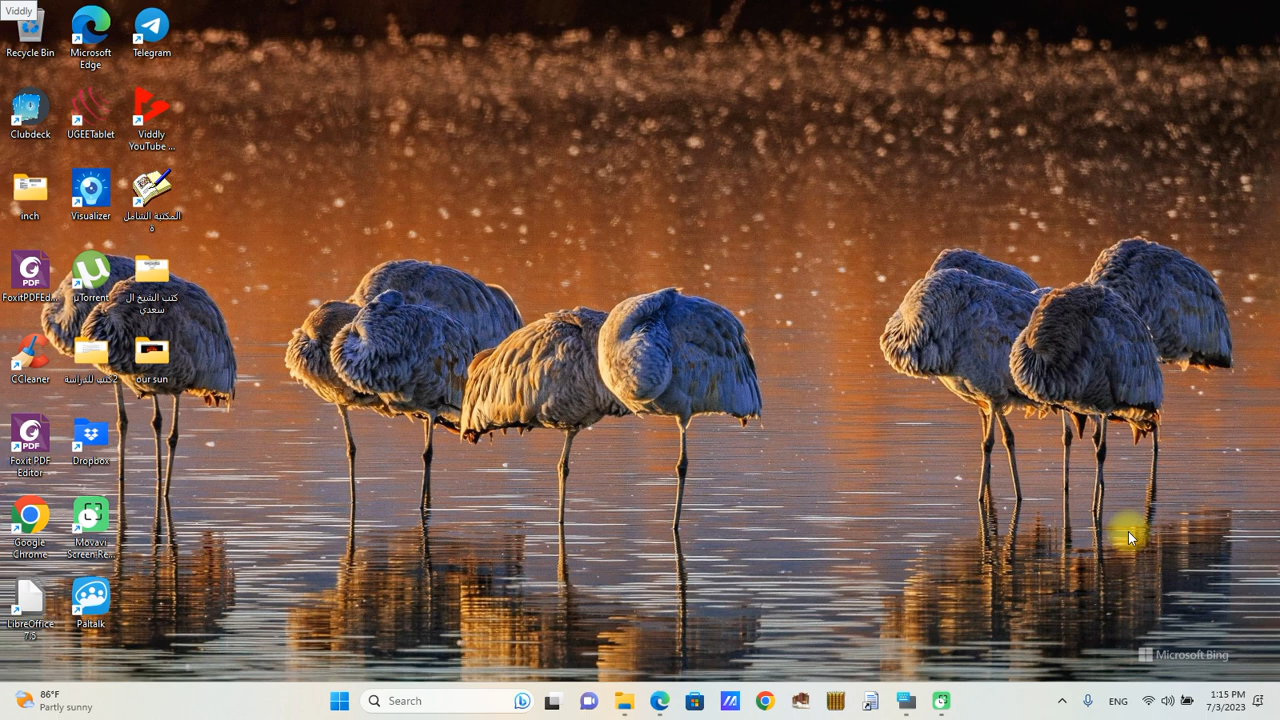 Viddly
Recycle Bin
Microsoft
Edge
Telegram
Clubdeck
UGEETablet
Viddly
YouTube ...
inch
Visualizer
المكتبة الشامل
ة
FoxitPDFEd...
µTorrent
كتب الشيخ ال
سعدي
CCleaner
كتب للدراسة2
our sun
Foxit PDF
Editor
Dropbox
Google
Chrome
Movavi
Screen Re...
LibreOffice
7.5
Paltalk
Microsoft Bing
86°F
Partly sunny
Search
ENG
1:15 PM
7/3/2023